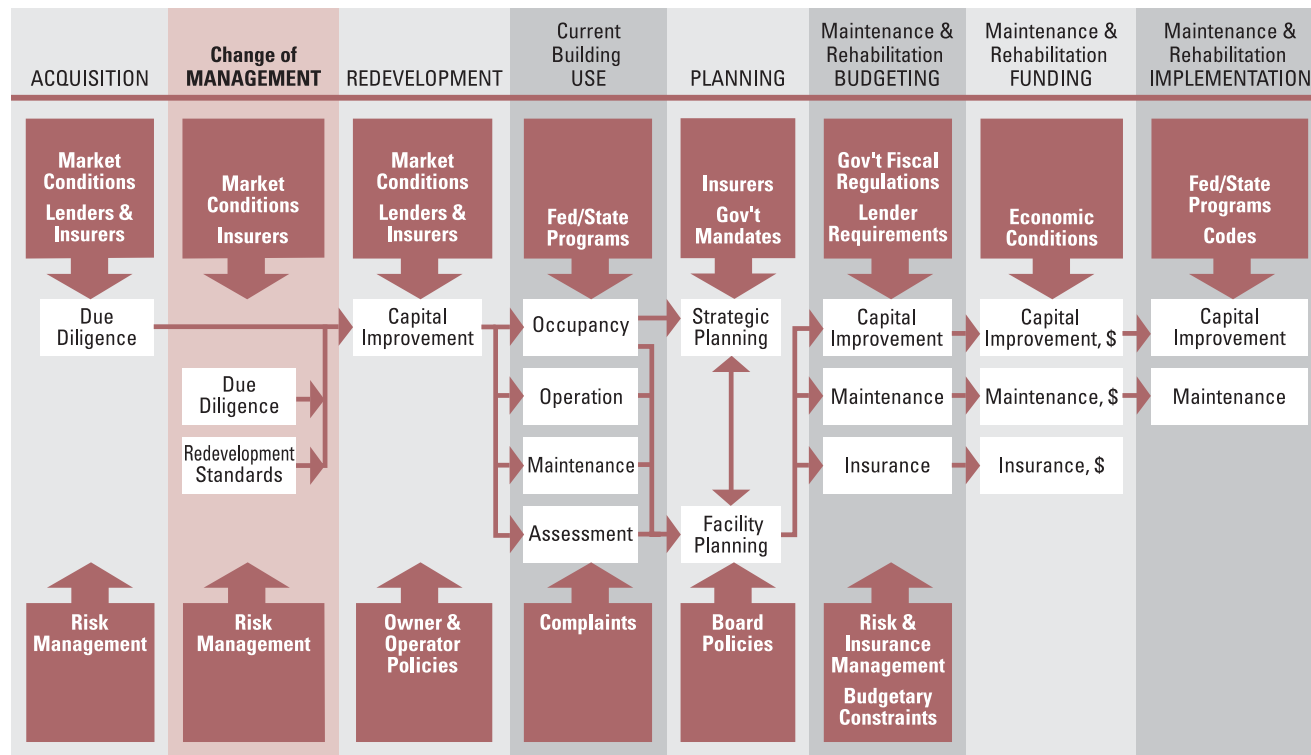 ACQUISITION
Change of
MANAGEMENT
REDEVELOPMENT
Current
Building
USE
PLANNING
Maintenance &
Rehabilitation
BUDGETING
Maintenance &
Rehabilitation
FUNDING
Maintenance &
Rehabilitation
IMPLEMENTATION
Market
Conditions
Lenders &
Insurers
Market
Conditions
Insurers
Market
Conditions
Lenders &
Insurers
Fed/State
Programs
Insurers
Gov't
Mandates
Gov't Fiscal
Regulations
Lender
Requirements
Economic
Conditions
Fed/State
Programs
Codes
Due
Diligence
Due
Diligence
Redevelopment
Standards
Capital
Improvement
Occupancy
Operation
Maintenance
Assessment
Strategic
Planning
Facility
Planning
Capital
Improvement
Maintenance
Insurance
Capital
Improvement, $
Maintenance, $
Insurance, $
Capital
Improvement
Maintenance
Risk
Management
Risk
Management
Owner &
Operator
Policies
Complaints
Board
Policies
Risk &
Insurance
Management
Budgetary
Constraints